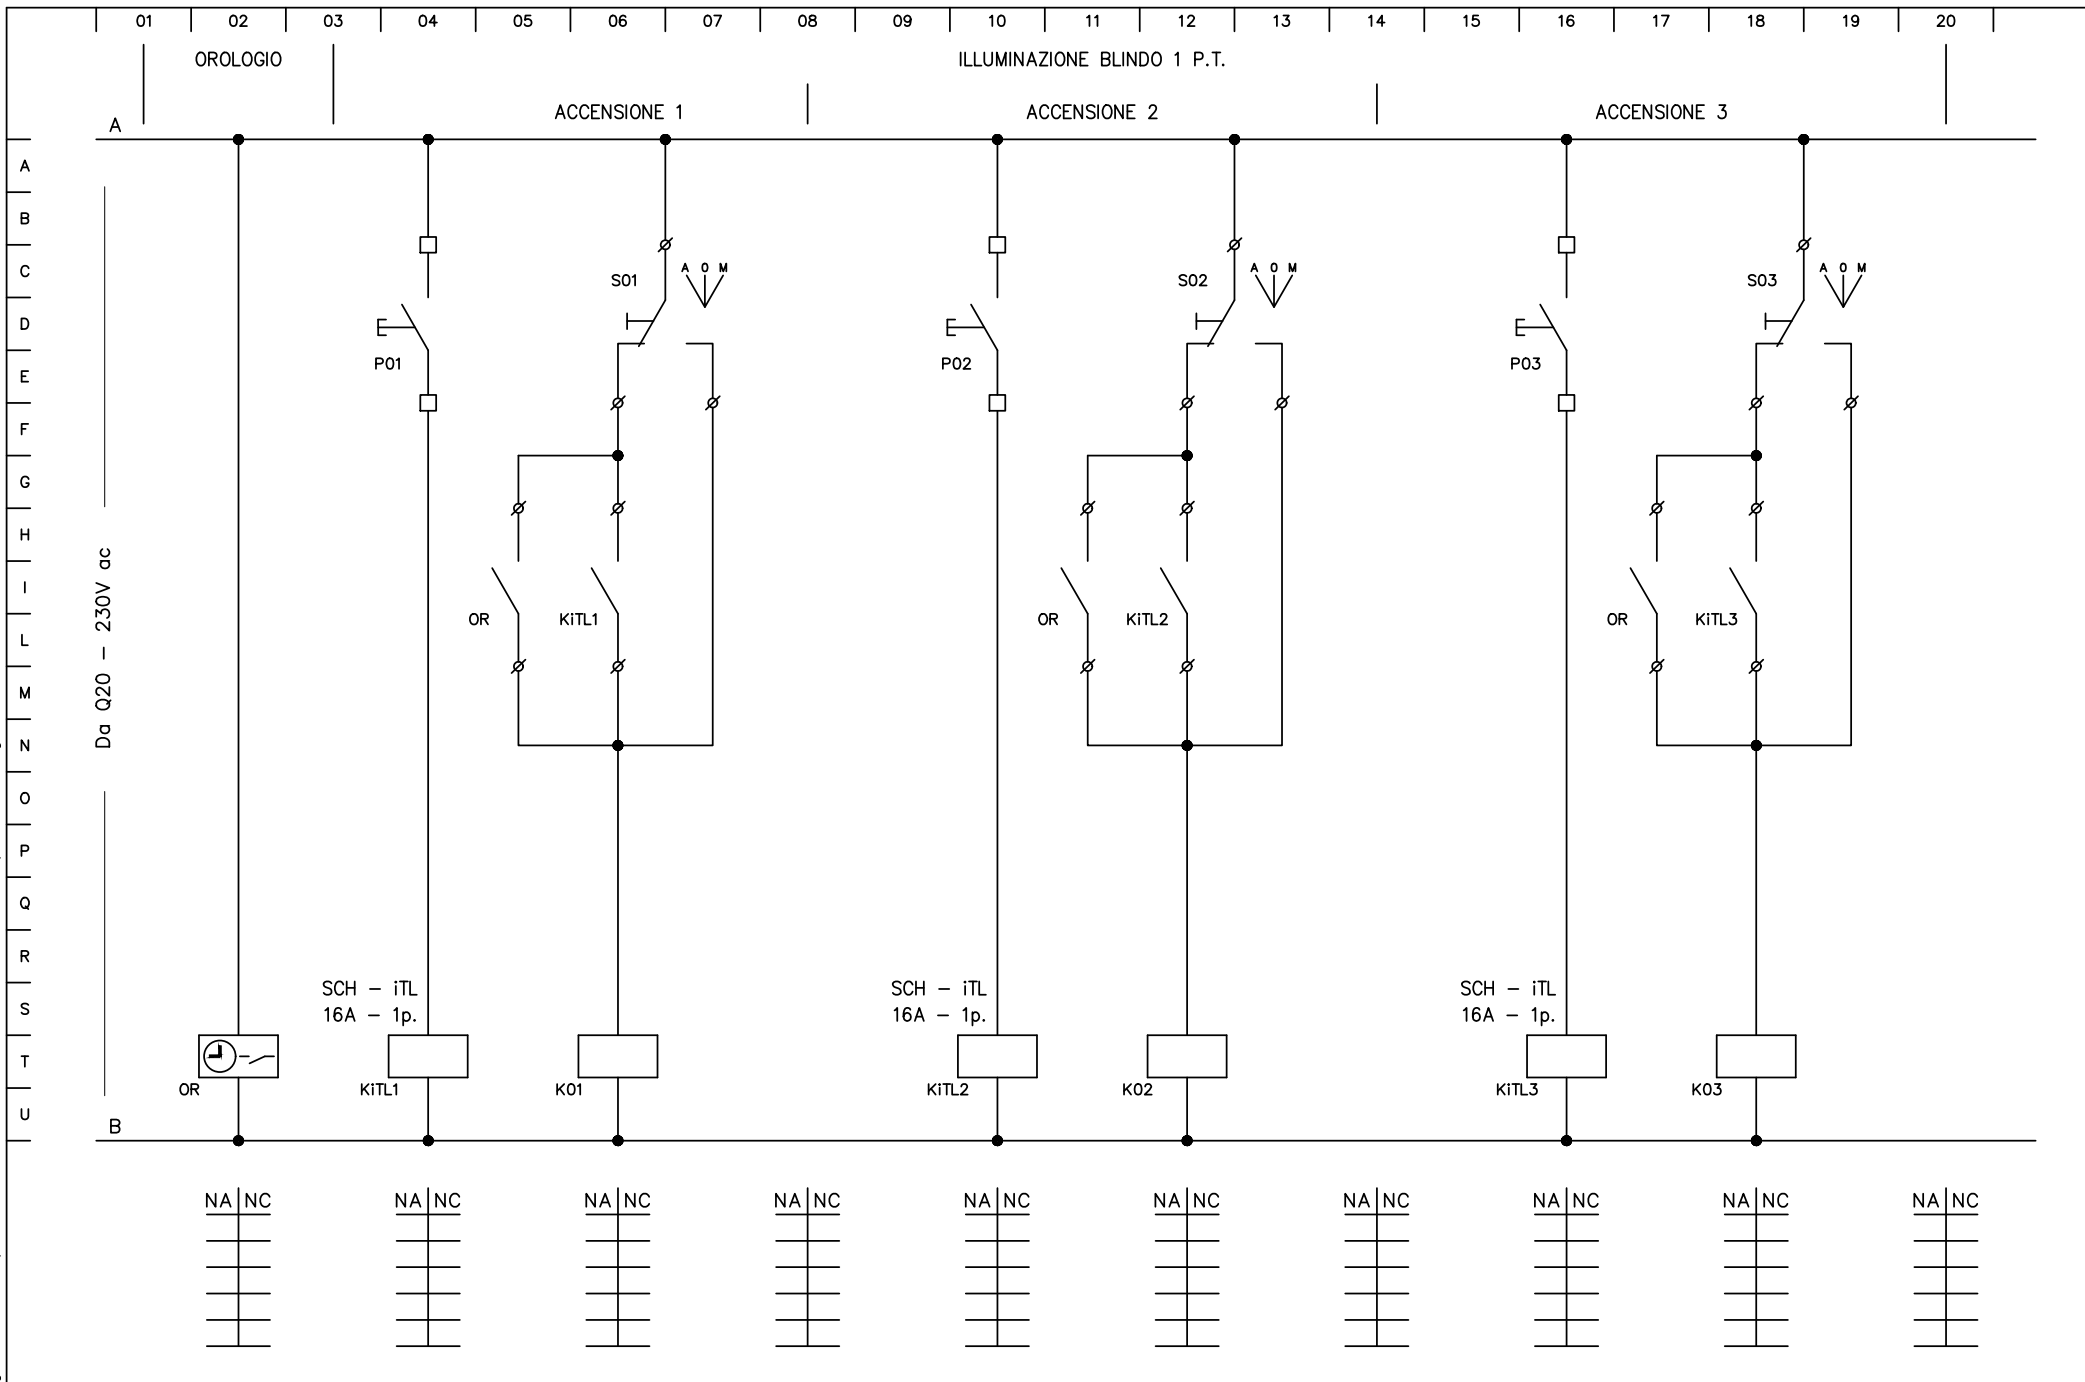 01 02 03 04 05 06 07 08 09 10 11 12 13 14 15 16 17 18 19 20
OROLOGIO ILLUMINAZIONE BLINDO 1 P.T.
ACCENSIONE 1 ACCENSIONE 2 ACCENSIONE 3
A
A
B
C
D
E
F
G
H
I
L
M
N
O
P
Q
R
S
T
U
Da Q20 – 230V ac
A O M A O M A O M
S01 S02 S03
P01 P02 P03
OR KiTL1 OR KiTL2 OR KiTL3
SCH – iTL SCH – iTL SCH – iTL
16A – 1p. 16A – 1p. 16A – 1p.
OR KiTL1 K01 KiTL2 K02 KiTL3 K03
B
NA NC NA NC NA NC NA NC NA NC NA NC NA NC NA NC NA NC NA NC